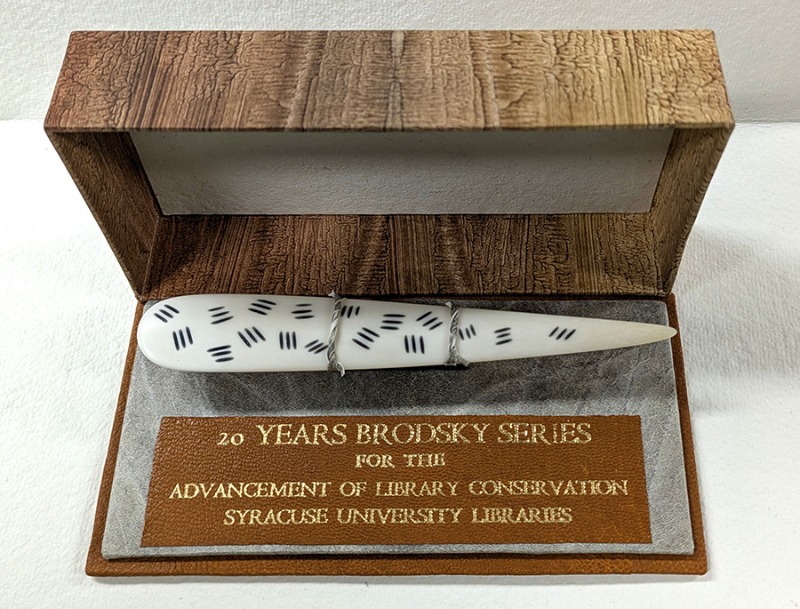 20 YEARS BRODSKY SERIES
FOR THE
ADVANCEMENT OF LIBRARY CONSERVATION
SYRACUSE UNIVERSITY LIBRARIES